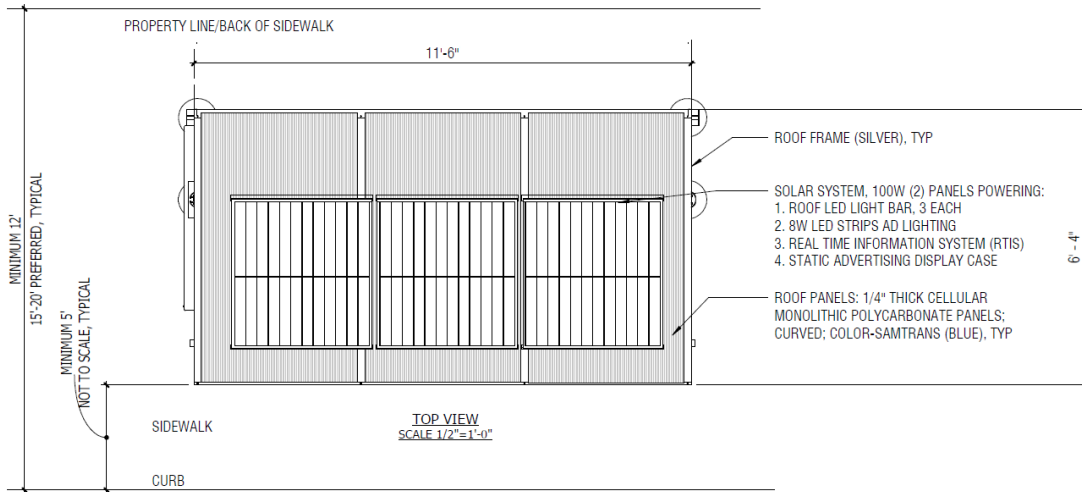 PROPERTY LINE/BACK OF SIDEWALK
11'-6"
ROOF FRAME (SILVER), TYP
SOLAR SYSTEM, 100W (2) PANELS POWERING:
1. ROOF LED LIGHT BAR, 3 EACH
2. 8W LED STRIPS AD LIGHTING
3. REAL TIME INFORMATION SYSTEM (RTIS)
4. STATIC ADVERTISING DISPLAY CASE
ROOF PANELS: 1/4" THICK CELLULAR
MONOLITHIC POLYCARBONATE PANELS;
CURVED; COLOR-SAMTRANS (BLUE), TYP
6' - 4"
MINIMUM 12'
15'-20' PREFERRED, TYPICAL
MINIMUM 5'
NOT TO SCALE, TYPICAL
SIDEWALK
TOP VIEW
SCALE 1/2"=1'-0"
CURB